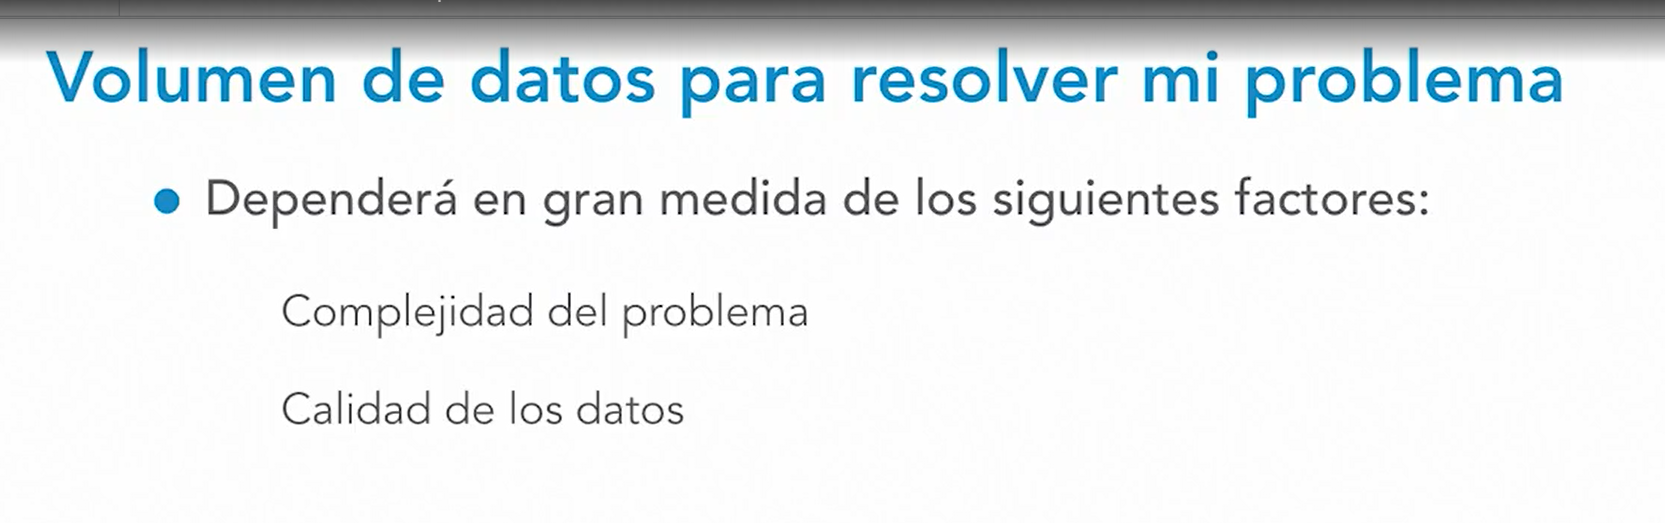 Volumen de datos para resolver mi problema
Dependerá en gran medida de los siguientes factores:
Complejidad del problema
Calidad de los datos